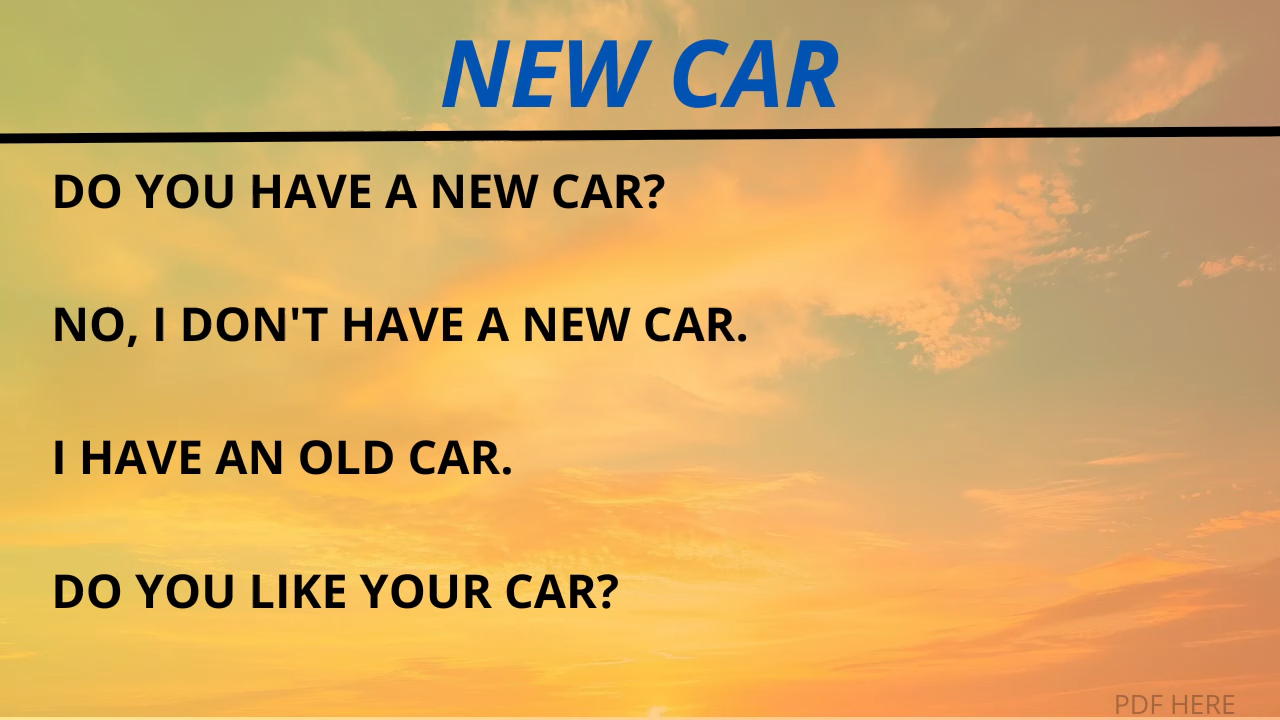 NEW CAR
DO YOU HAVE A NEW CAR?
NO, I DON'T HAVE A NEW CAR.
I HAVE AN OLD CAR.
DO YOU LIKE YOUR CAR?
PDF HERE